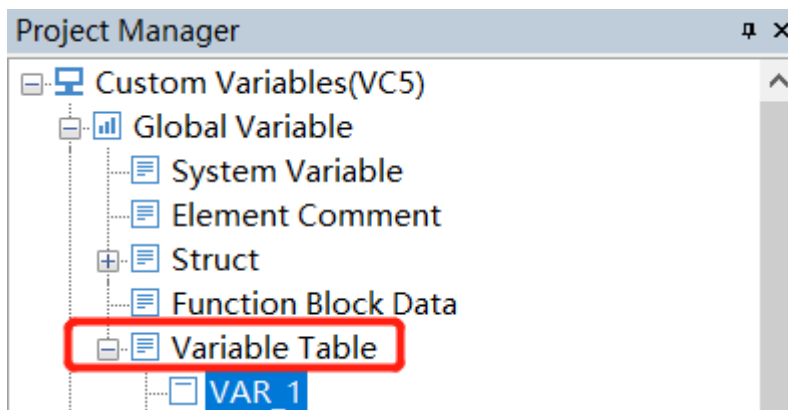 Project Manager
Custom Variables(VC5)
Global Variable
System Variable
Element Comment
Struct
Function Block Data
Variable Table
VAR_1